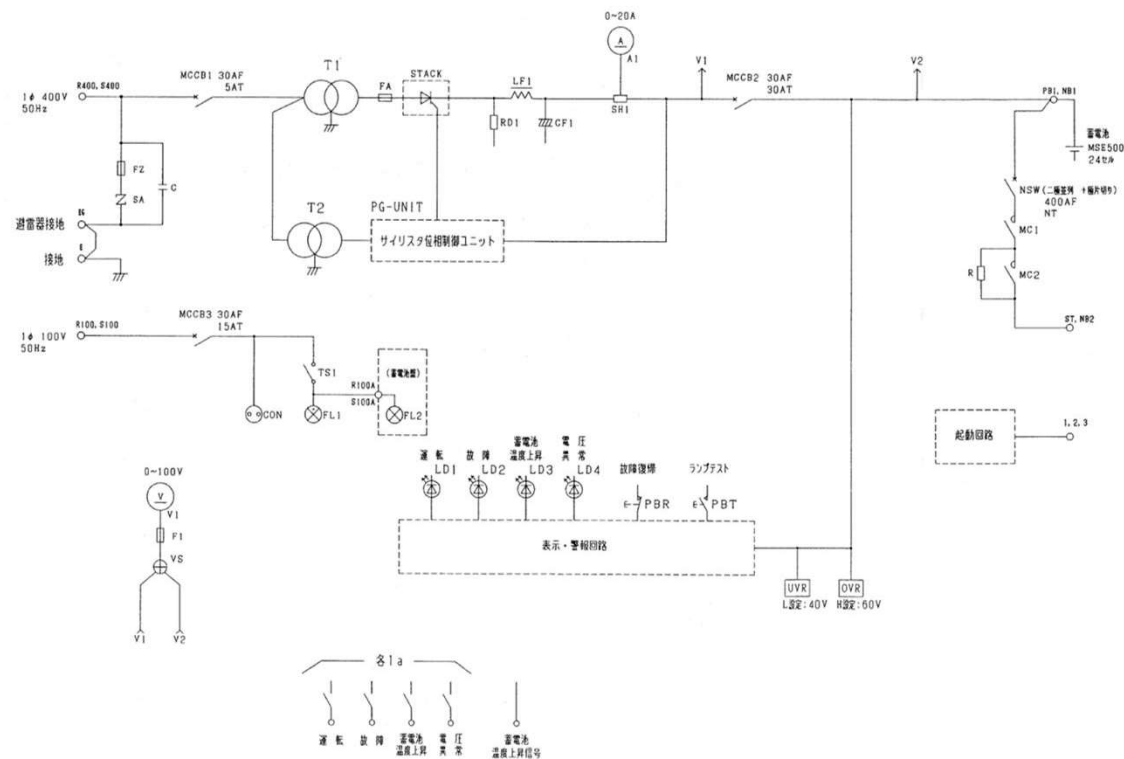 0~20A
A
A1
T1
MCCB1 30AF
5AT
R400, S400
1φ 400V
50Hz
FA
STACK
LF1
RD1
CF1
SH1
V1
MCCB2 30AF
30AT
V2
PB1, NB1
蓄電池
MSE500
24セル
FZ
SA
C
避雷器接地
EG
接地
E
T2
PG-UNIT
サイリスタ位相制御ユニット
NSW (二極並列 +極片切り)
400AF
NT
MC1
R
MC2
ST, NB2
1φ 100V
50Hz
R100, S100
MCCB3 30AF
15AT
TS1
CON
FL1
R100A
S100A
(蓄電池盤)
FL2
起動回路
1, 2, 3
運転
LD1
故障
LD2
蓄電池
温度上昇
LD3
電圧
異常
LD4
故障復帰
PBR
ランプテスト
PBT
表示・警報回路
UVR
L設定:40V
OVR
H設定:60V
0~100V
V
V1
F1
VS
V1
V2
各1a
運転
故障
蓄電池
温度上昇
電圧
異常
蓄電池
温度上昇信号